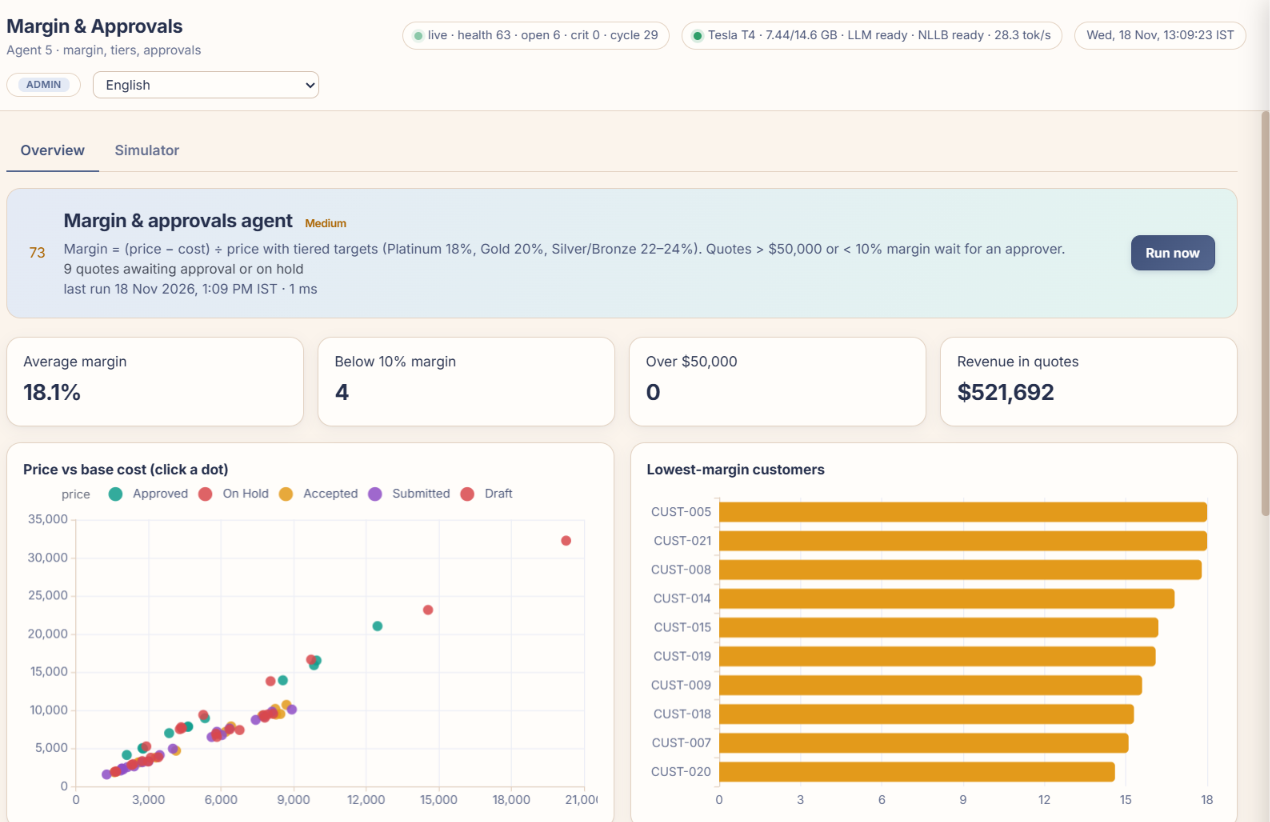 Margin & Approvals
Agent 5 · margin, tiers, approvals
live · health 63 · open 6 · crit 0 · cycle 29
Tesla T4 · 7.44/14.6 GB · LLM ready · NLLB ready · 28.3 tok/s
Wed, 18 Nov, 13:09:23 IST
ADMIN
English
Overview
Simulator
73
Margin & approvals agent Medium
Margin = (price − cost) ÷ price with tiered targets (Platinum 18%, Gold 20%, Silver/Bronze 22–24%). Quotes > $50,000 or < 10% margin wait for an approver.
9 quotes awaiting approval or on hold
last run 18 Nov 2026, 1:09 PM IST · 1 ms
Run now
Average margin
18.1%
Below 10% margin
4
Over $50,000
0
Revenue in quotes
$521,692
Price vs base cost (click a dot)
price Approved On Hold Accepted Submitted Draft
35,000
30,000
25,000
20,000
15,000
10,000
5,000
0
0 3,000 6,000 9,000 12,000 15,000 18,000 21,000
Lowest-margin customers
CUST-005
CUST-021
CUST-008
CUST-014
CUST-015
CUST-019
CUST-009
CUST-018
CUST-007
CUST-020
0 3 6 9 12 15 18